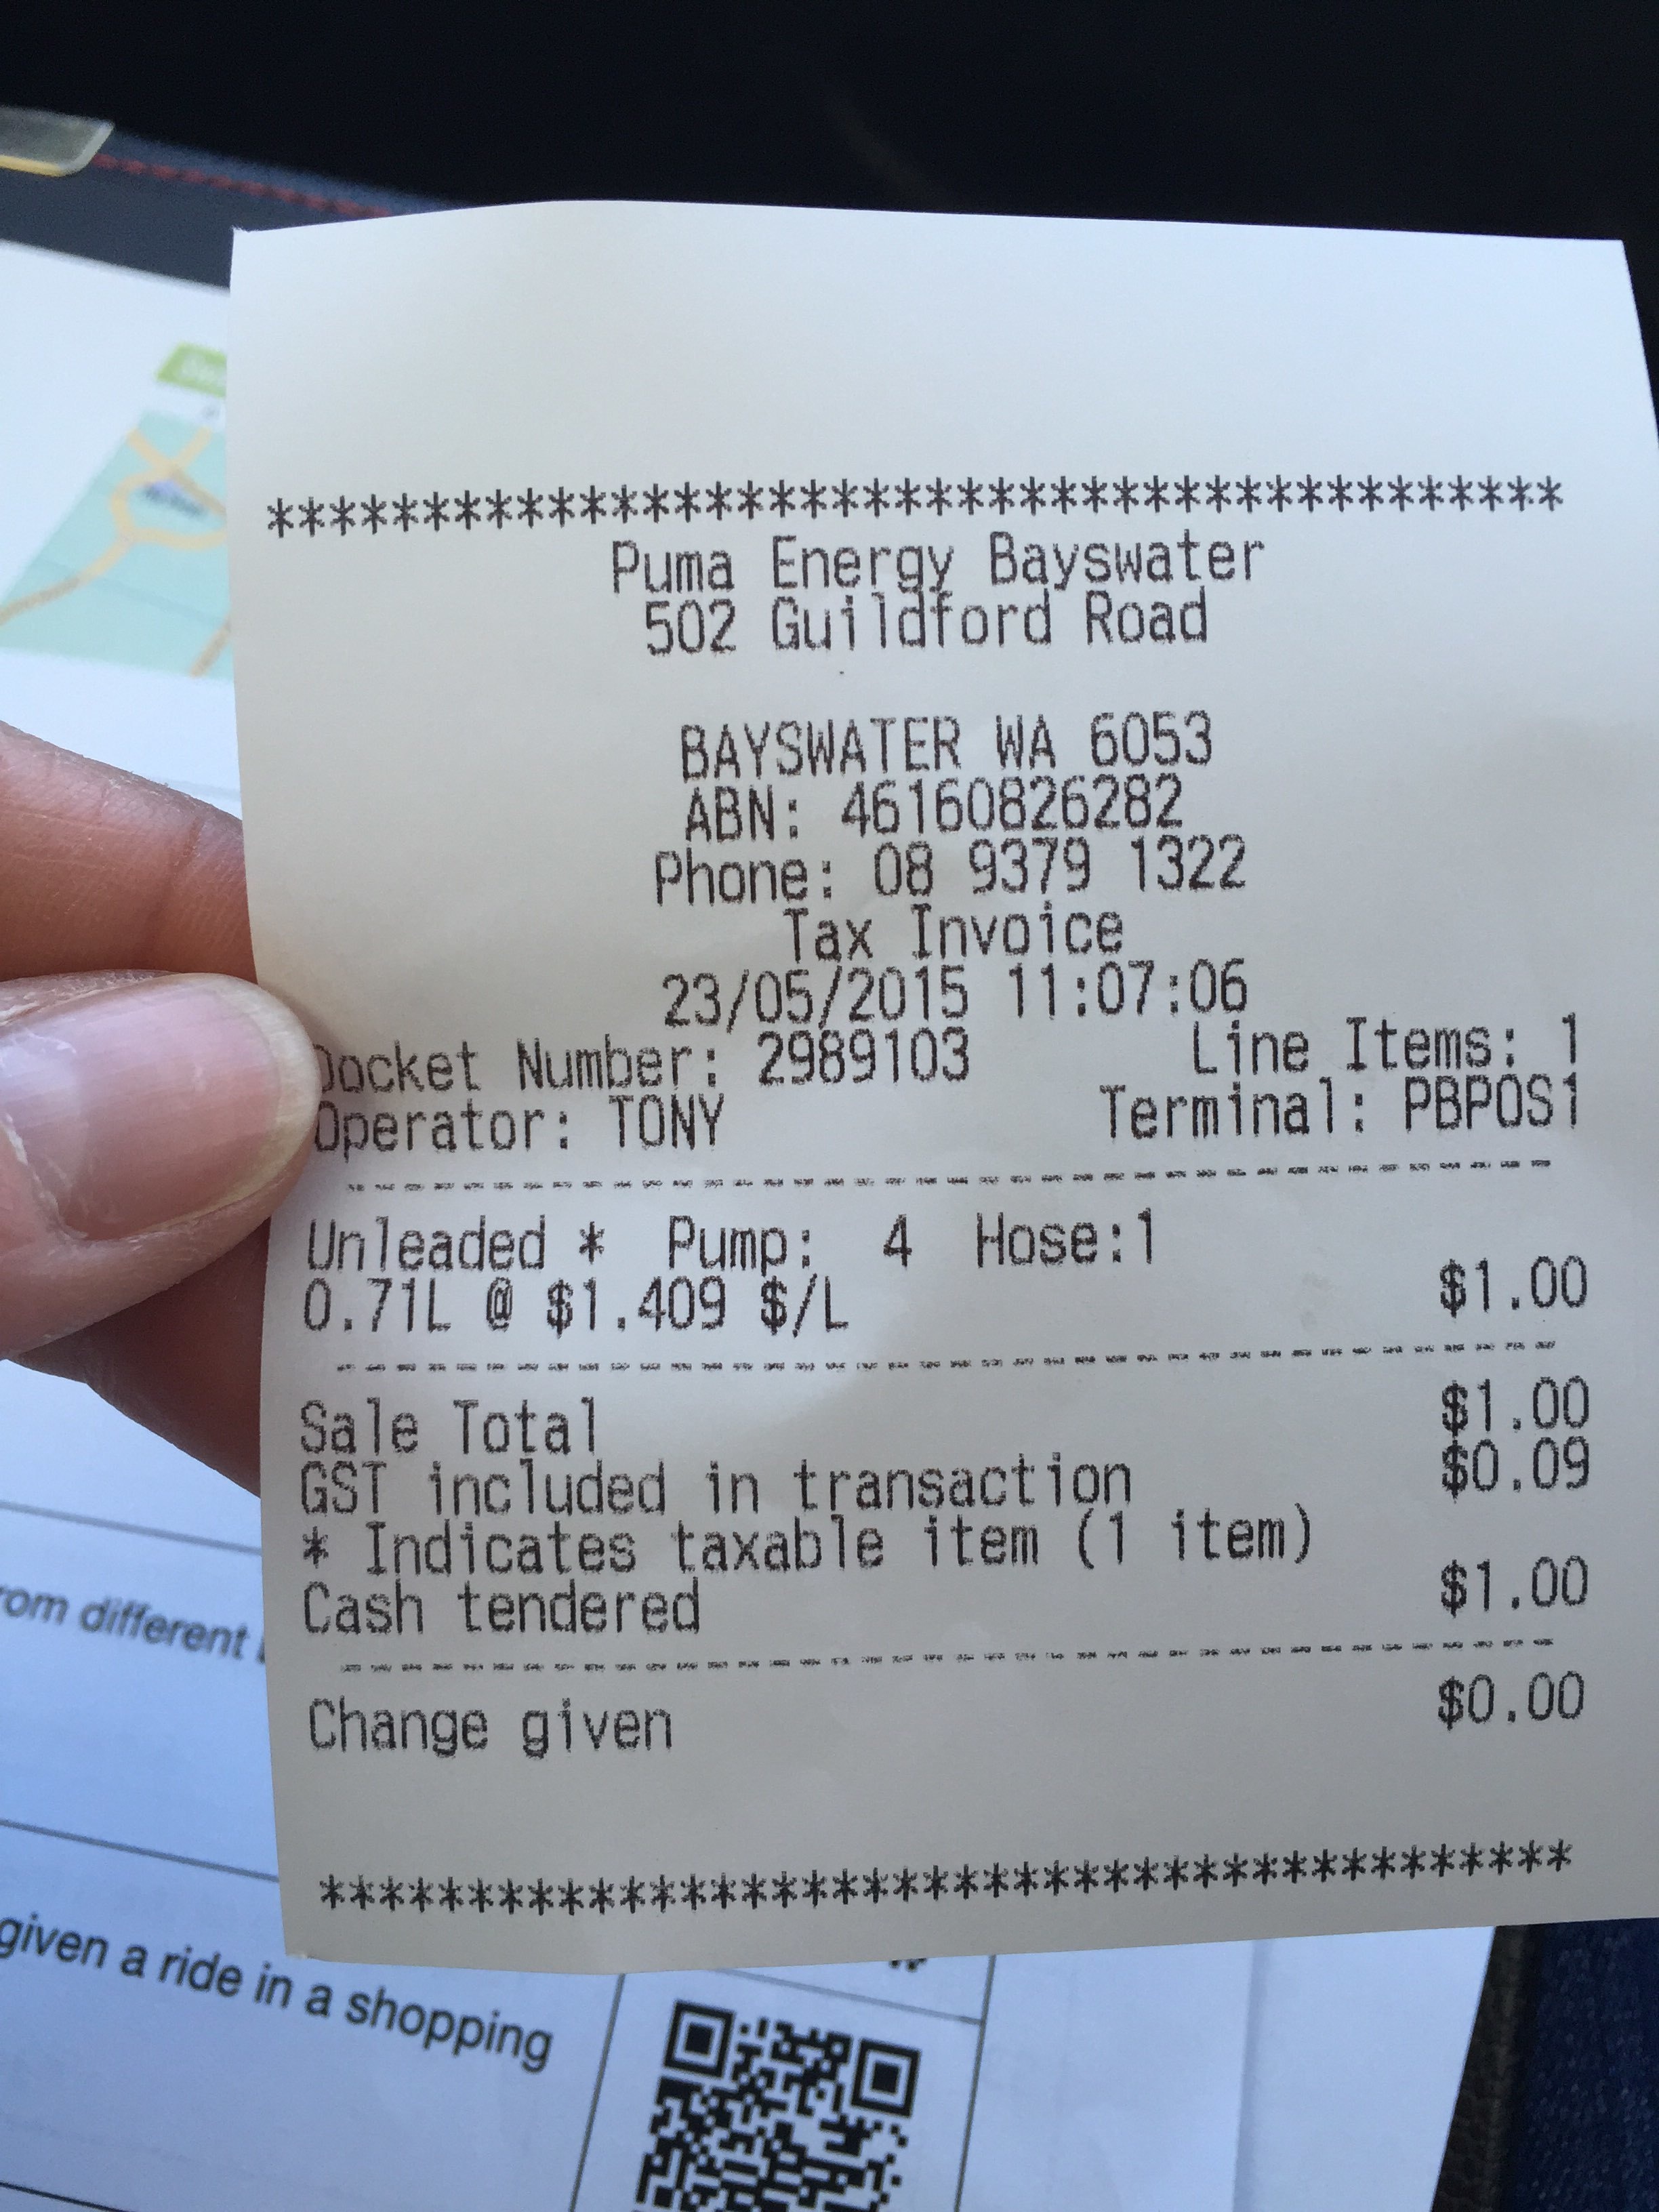 ******************************************
Puma Energy Bayswater
502 Guildford Road
BAYSWATER WA 6053
ABN: 46160826282
Phone: 08 9379 1322
Tax Invoice
23/05/2015 11:07:06
Docket Number: 2989103 Line Items: 1
Operator: TONY Terminal: PBPOS1
----------------------------------------
Unleaded * Pump: 4 Hose:1
0.71L @ $1.409 $/L $1.00
----------------------------------------
Sale Total $1.00
GST included in transaction $0.09
* Indicates taxable item (1 item)
Cash tendered $1.00
----------------------------------------
Change given $0.00
******************************************
rom different
given a ride in a shopping